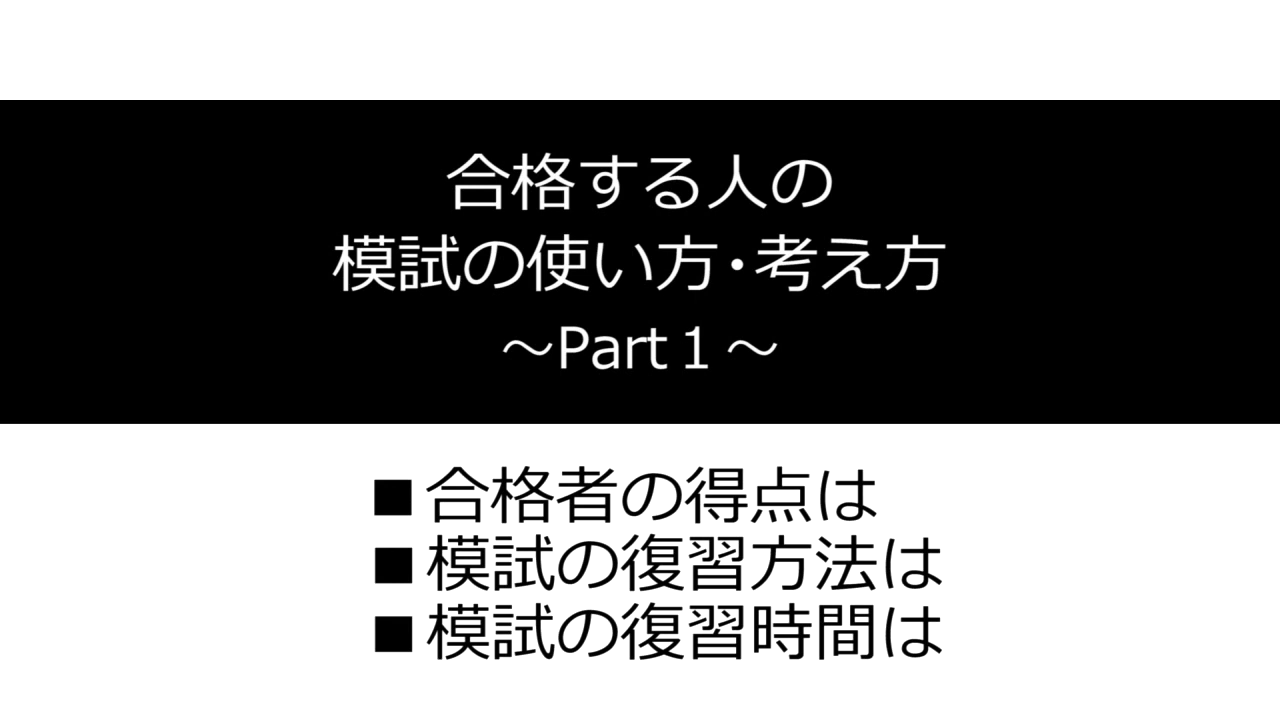 合格する人の
模試の使い方・考え方
～Part１～
■合格者の得点は
■模試の復習方法は
■模試の復習時間は